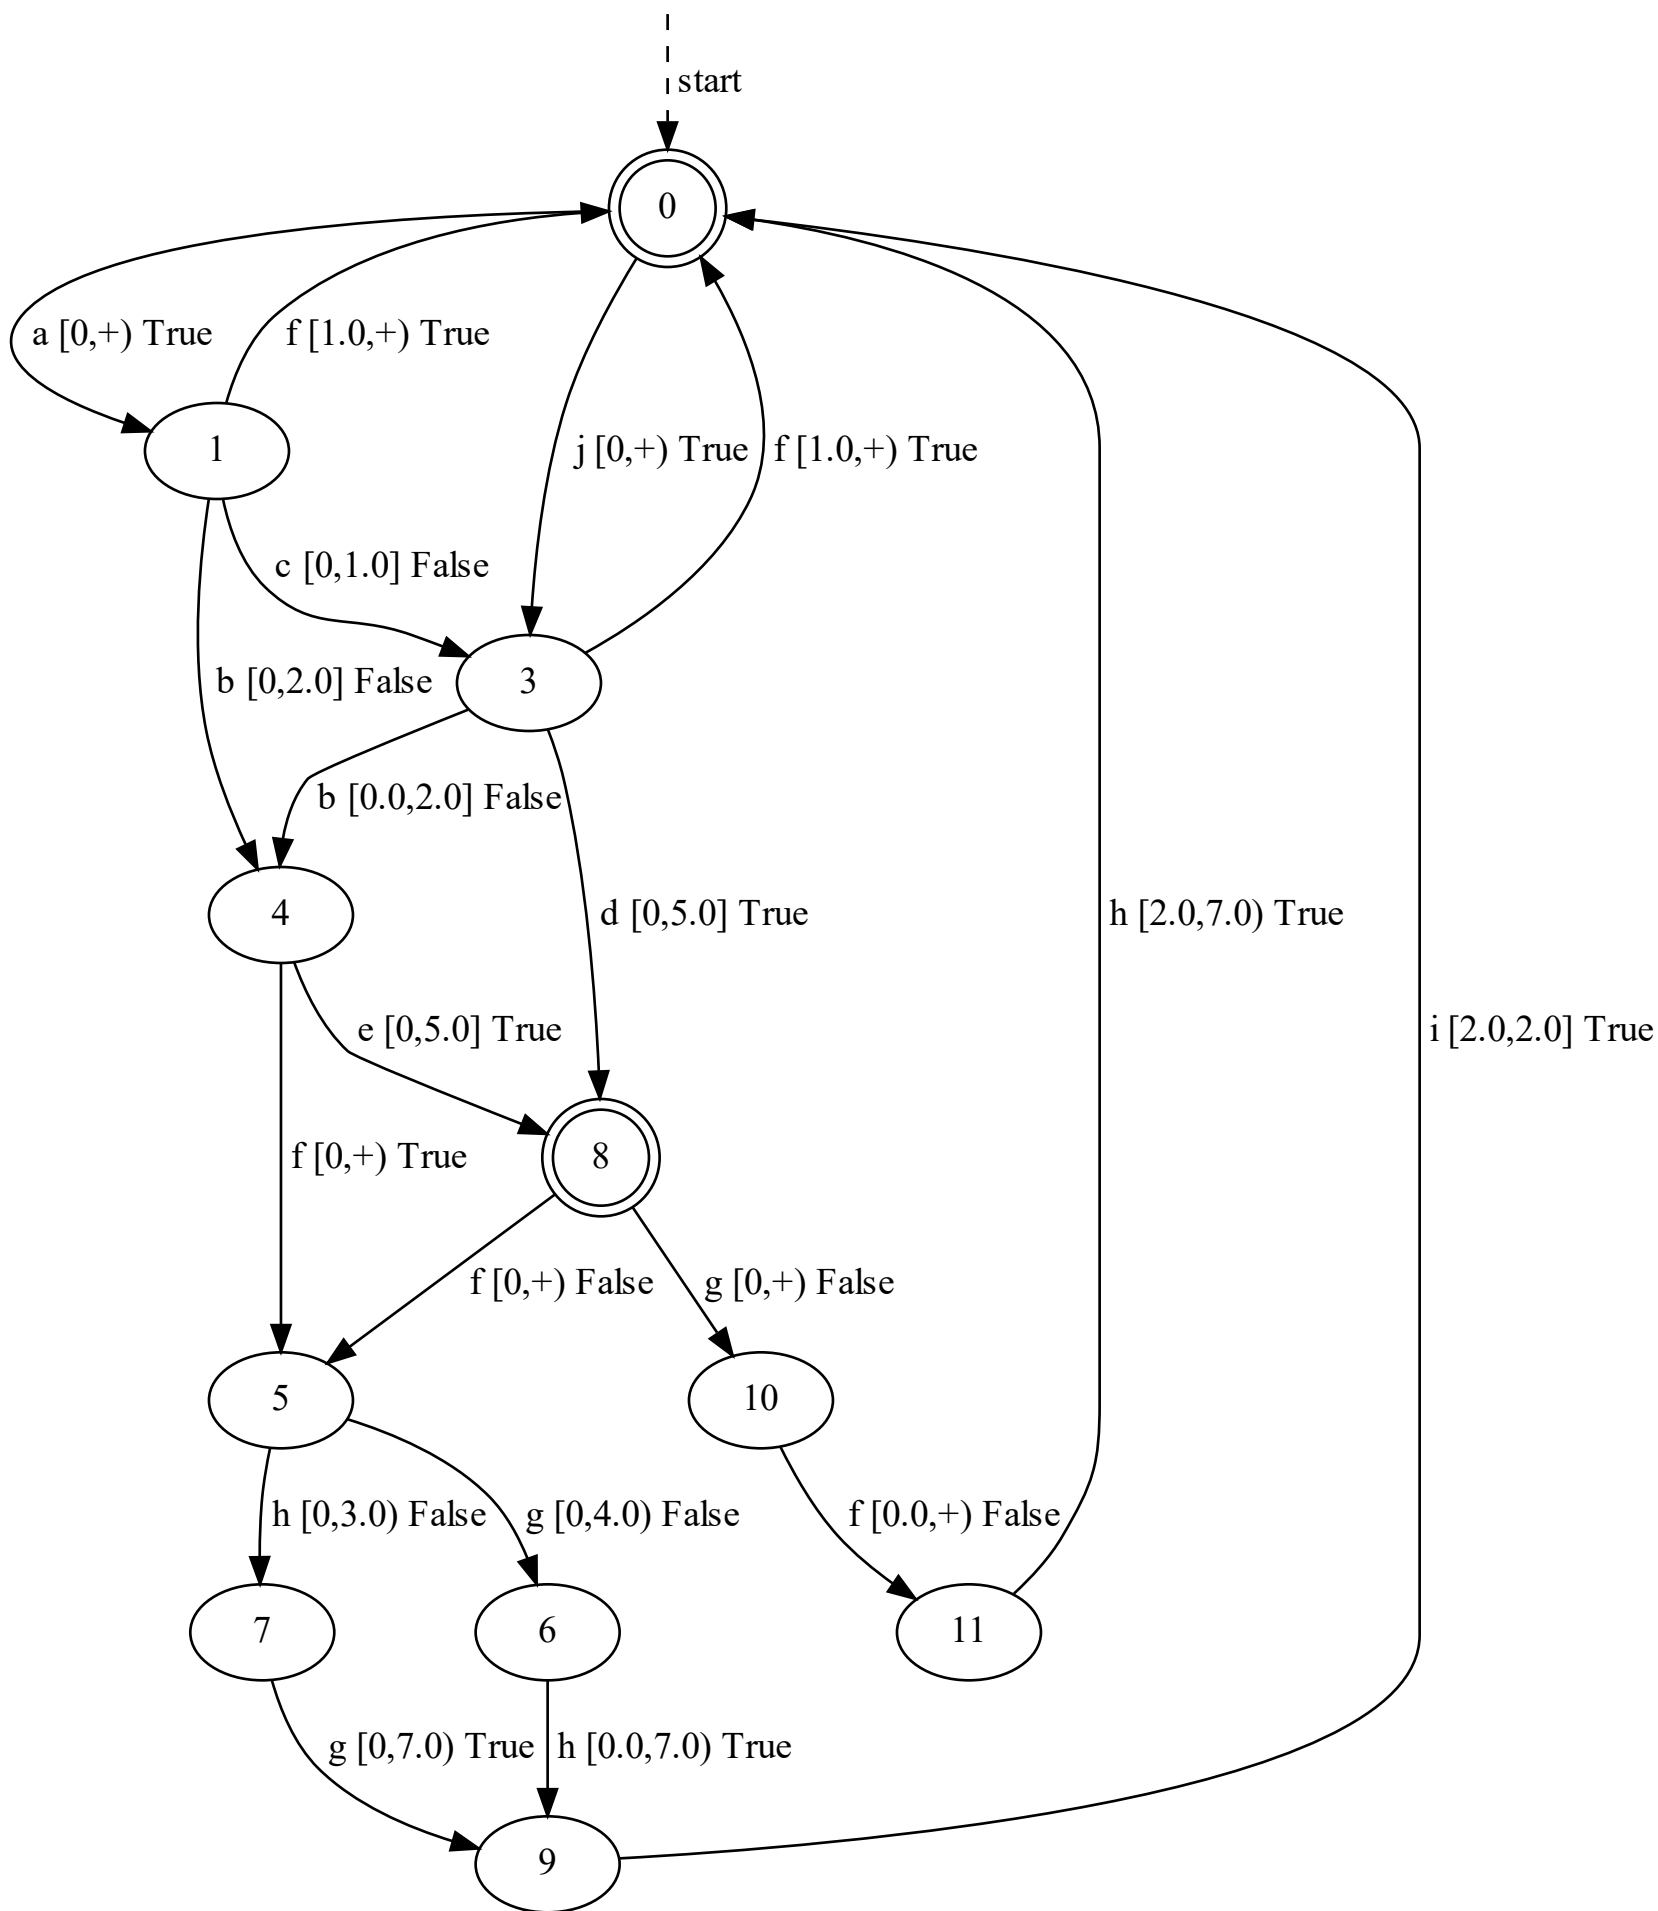 start
0
a [0,+) True
f [1.0,+) True
1
j [0,+) True
f [1.0,+) True
c [0,1.0] False
b [0,2.0] False
3
b [0.0,2.0] False
4
d [0,5.0] True
h [2.0,7.0) True
e [0,5.0] True
i [2.0,2.0] True
f [0,+) True
8
f [0,+) False
g [0,+) False
5
10
h [0,3.0) False
g [0,4.0) False
f [0.0,+) False
7
6
11
g [0,7.0) True
h [0.0,7.0) True
9